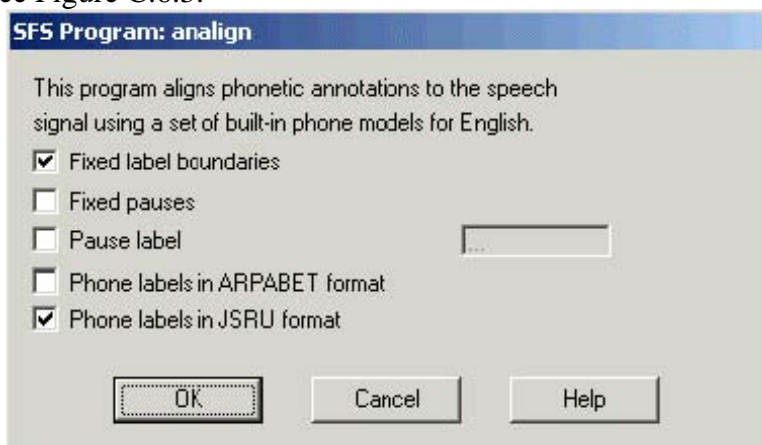 ee Figure C.8.3.
SFS Program: analign
This program aligns phonetic annotations to the speech
signal using a set of built-in phone models for English.
Fixed label boundaries
Fixed pauses
Pause label ...
Phone labels in ARPABET format
Phone labels in JSRU format
OK Cancel Help